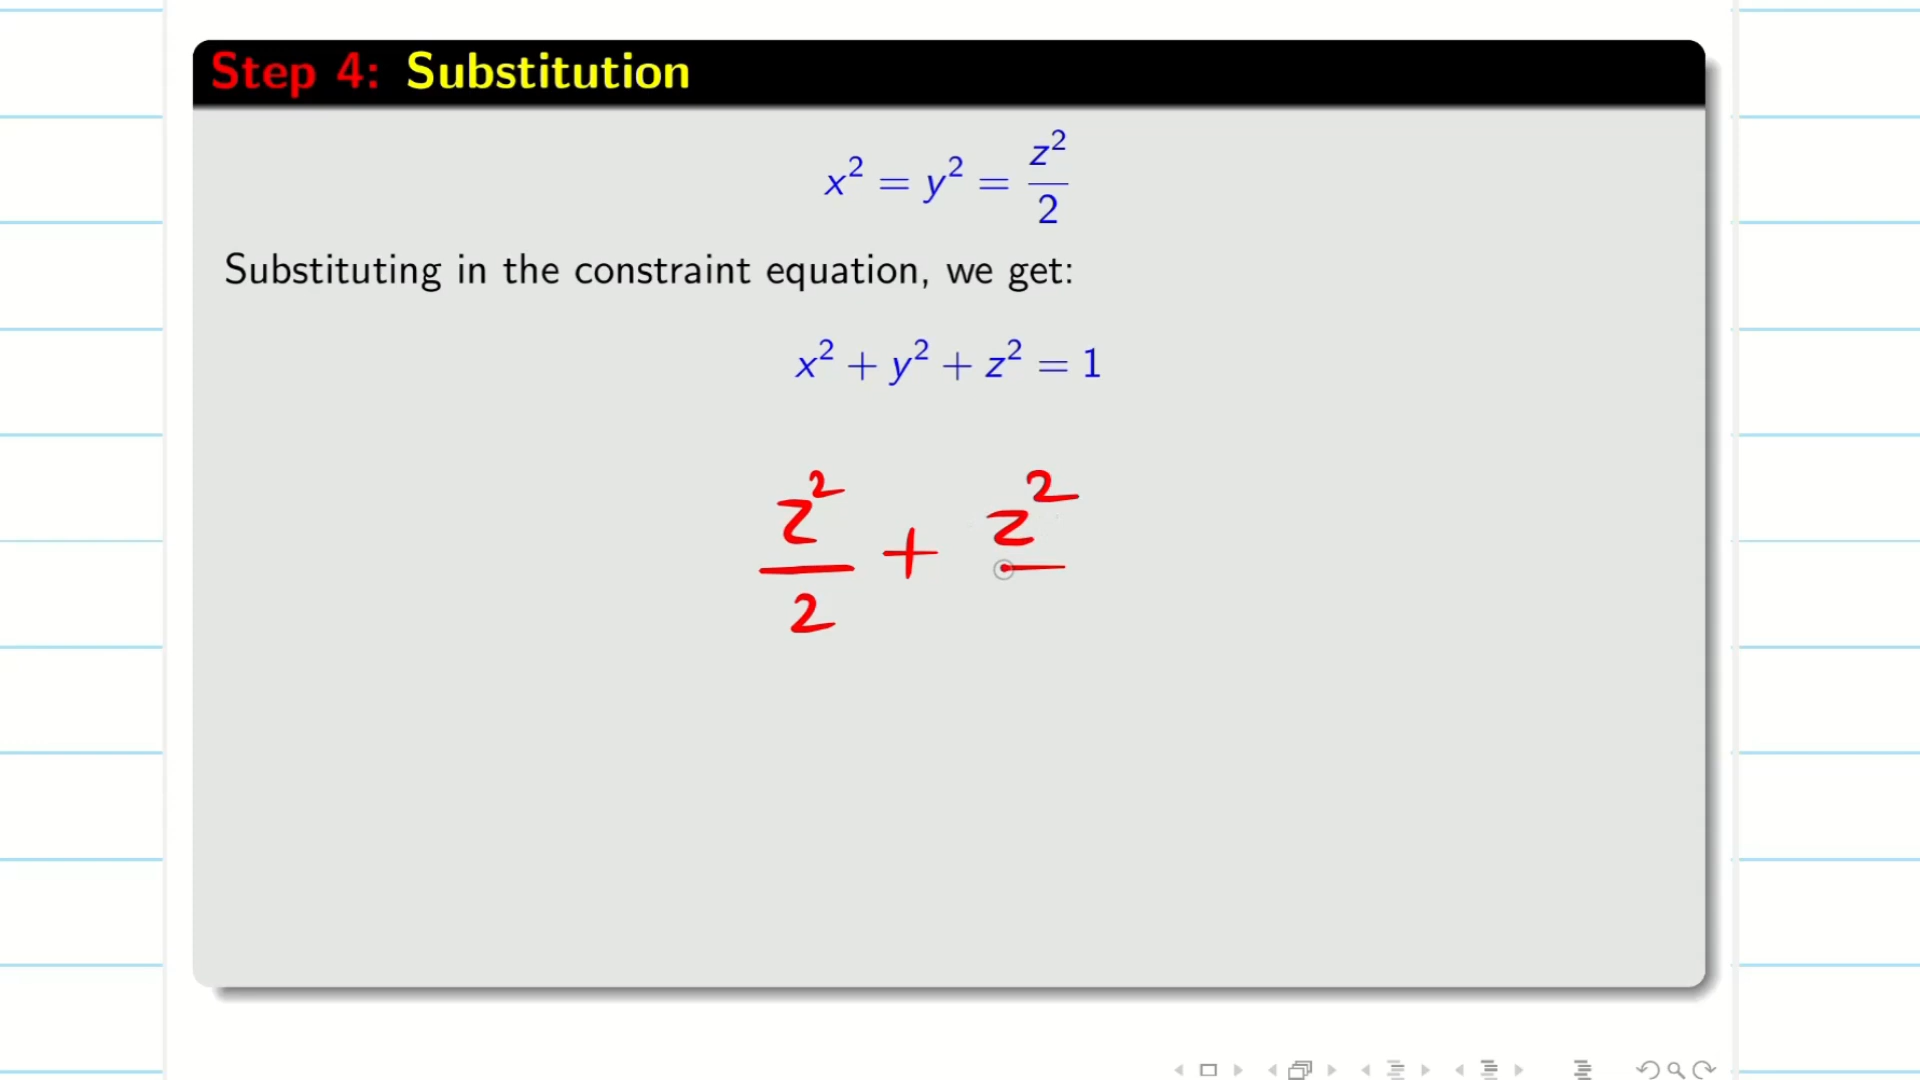 Step 4: Substitution
x² = y² = z²/2
Substituting in the constraint equation, we get:
x² + y² + z² = 1
z²/2 + z²/